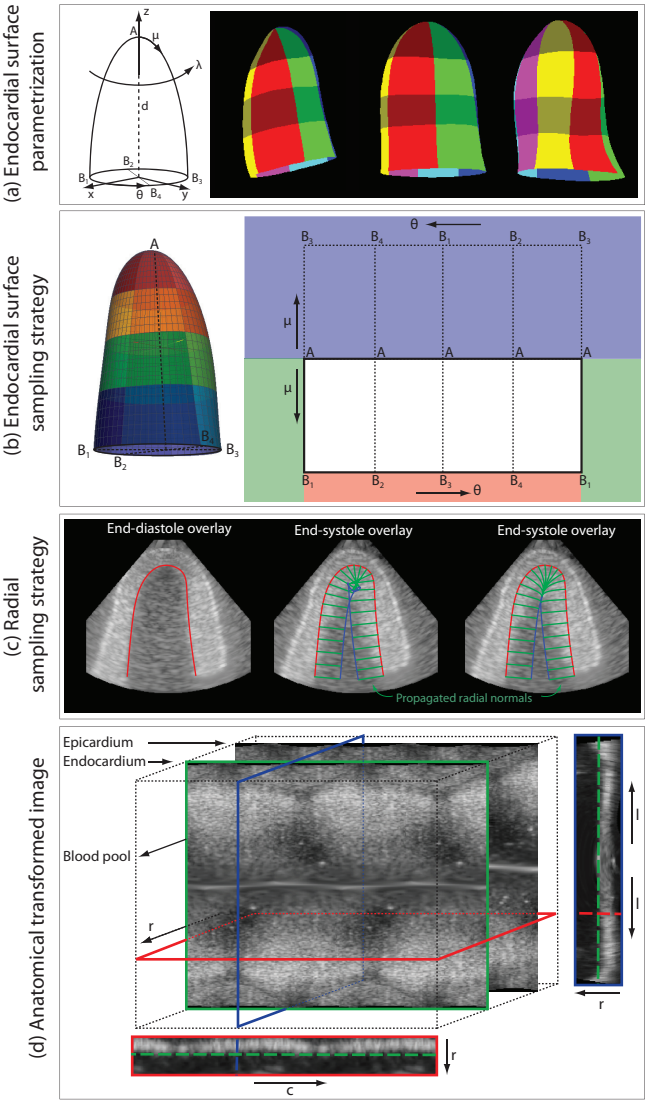 (a) Endocardial surface
parametrization
z
A
μ
λ
d
B₂
B₁
B₃
B₄
x
θ
y
(b) Endocardial surface
sampling strategy
A
B₁
B₂
B₄
B₃
θ
B₃ B₄ B₁ B₂ B₃
μ
A A A A A
μ
B₁ B₂ B₃ B₄ B₁
θ
(c) Radial
sampling strategy
End-diastole overlay End-systole overlay End-systole overlay
Propagated radial normals
(d) Anatomical transformed image
Epicardium
Endocardium
Blood pool
r
l
l
r
r
c